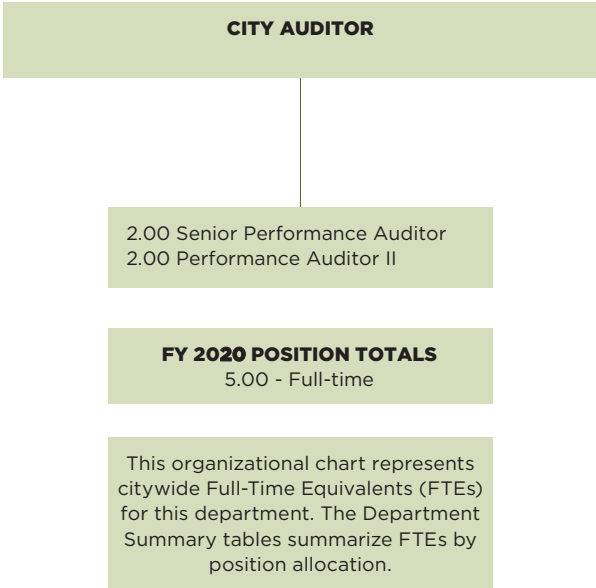 CITY AUDITOR
2.00 Senior Performance Auditor
2.00 Performance Auditor II
FY 2020 POSITION TOTALS
5.00 - Full-time
This organizational chart represents
citywide Full-Time Equivalents (FTEs)
for this department. The Department
Summary tables summarize FTEs by
position allocation.